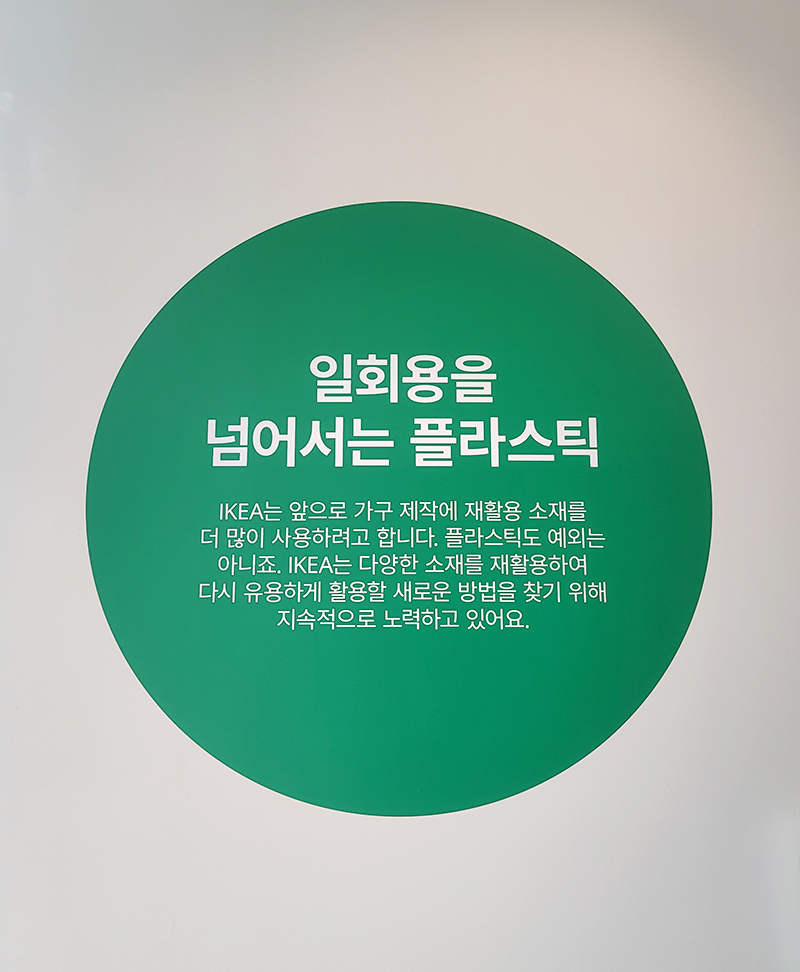 일회용을
넘어서는 플라스틱
IKEA는 앞으로 가구 제작에 재활용 소재를
더 많이 사용하려고 합니다. 플라스틱도 예외는
아니죠. IKEA는 다양한 소재를 재활용하여
다시 유용하게 활용할 새로운 방법을 찾기 위해
지속적으로 노력하고 있어요.